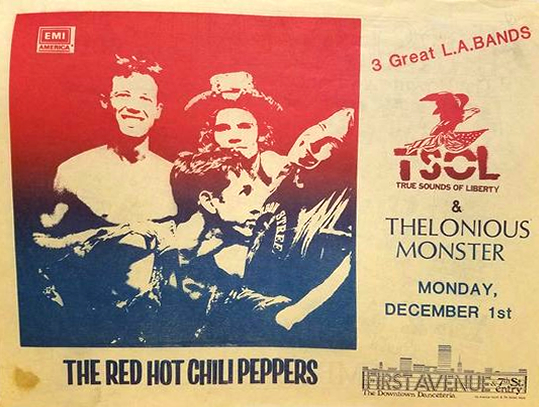 EMI
AMERICA
3 Great L.A. BANDS
TSOL
TRUE SOUNDS OF LIBERTY
&
THELONIOUS
MONSTER
MONDAY,
DECEMBER 1st
STREE
THE RED HOT CHILI PEPPERS
FIRST AVENUE & 7th St. entry
The Downtown Danceteria.